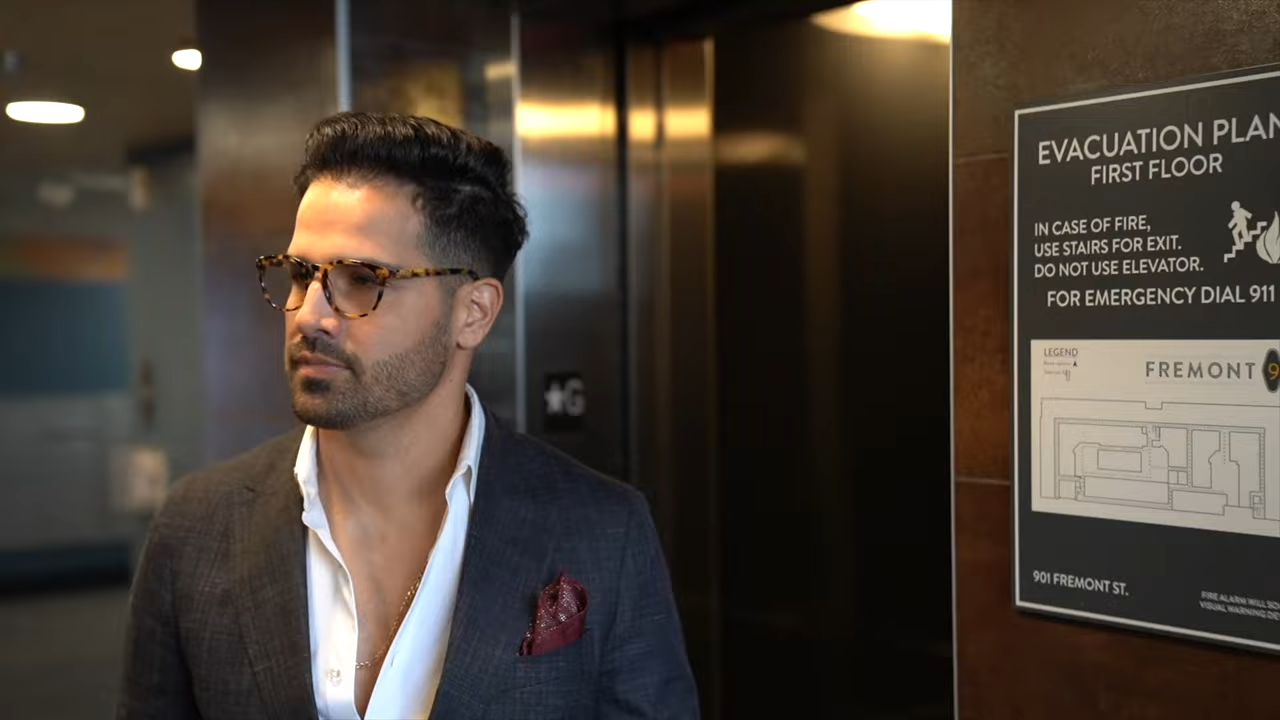 ★G
EVACUATION PLAN
FIRST FLOOR
IN CASE OF FIRE,
USE STAIRS FOR EXIT.
DO NOT USE ELEVATOR.
FOR EMERGENCY DIAL 911
LEGEND
FREMONT 9
901 FREMONT ST.
FIRE ALARM WILL
VISUAL WARNING